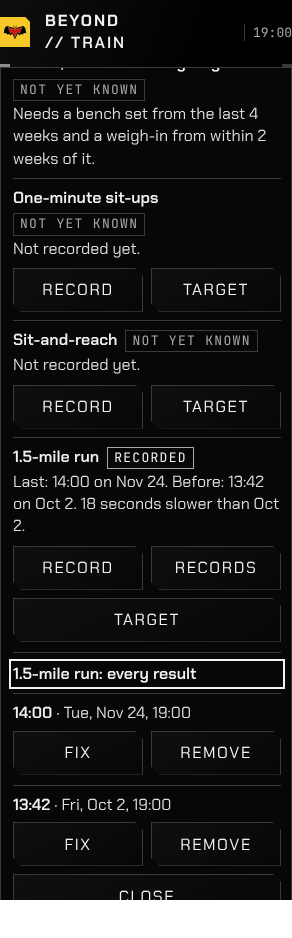 BEYOND
// TRAIN
19:00
NOT YET KNOWN
Needs a bench set from the last 4
weeks and a weigh-in from within 2
weeks of it.
One-minute sit-ups
NOT YET KNOWN
Not recorded yet.
RECORD TARGET
Sit-and-reach NOT YET KNOWN
Not recorded yet.
RECORD TARGET
1.5-mile run RECORDED
Last: 14:00 on Nov 24. Before: 13:42
on Oct 2. 18 seconds slower than Oct
2.
RECORD RECORDS
TARGET
1.5-mile run: every result
14:00 · Tue, Nov 24, 19:00
FIX REMOVE
13:42 · Fri, Oct 2, 19:00
FIX REMOVE
CLOSE